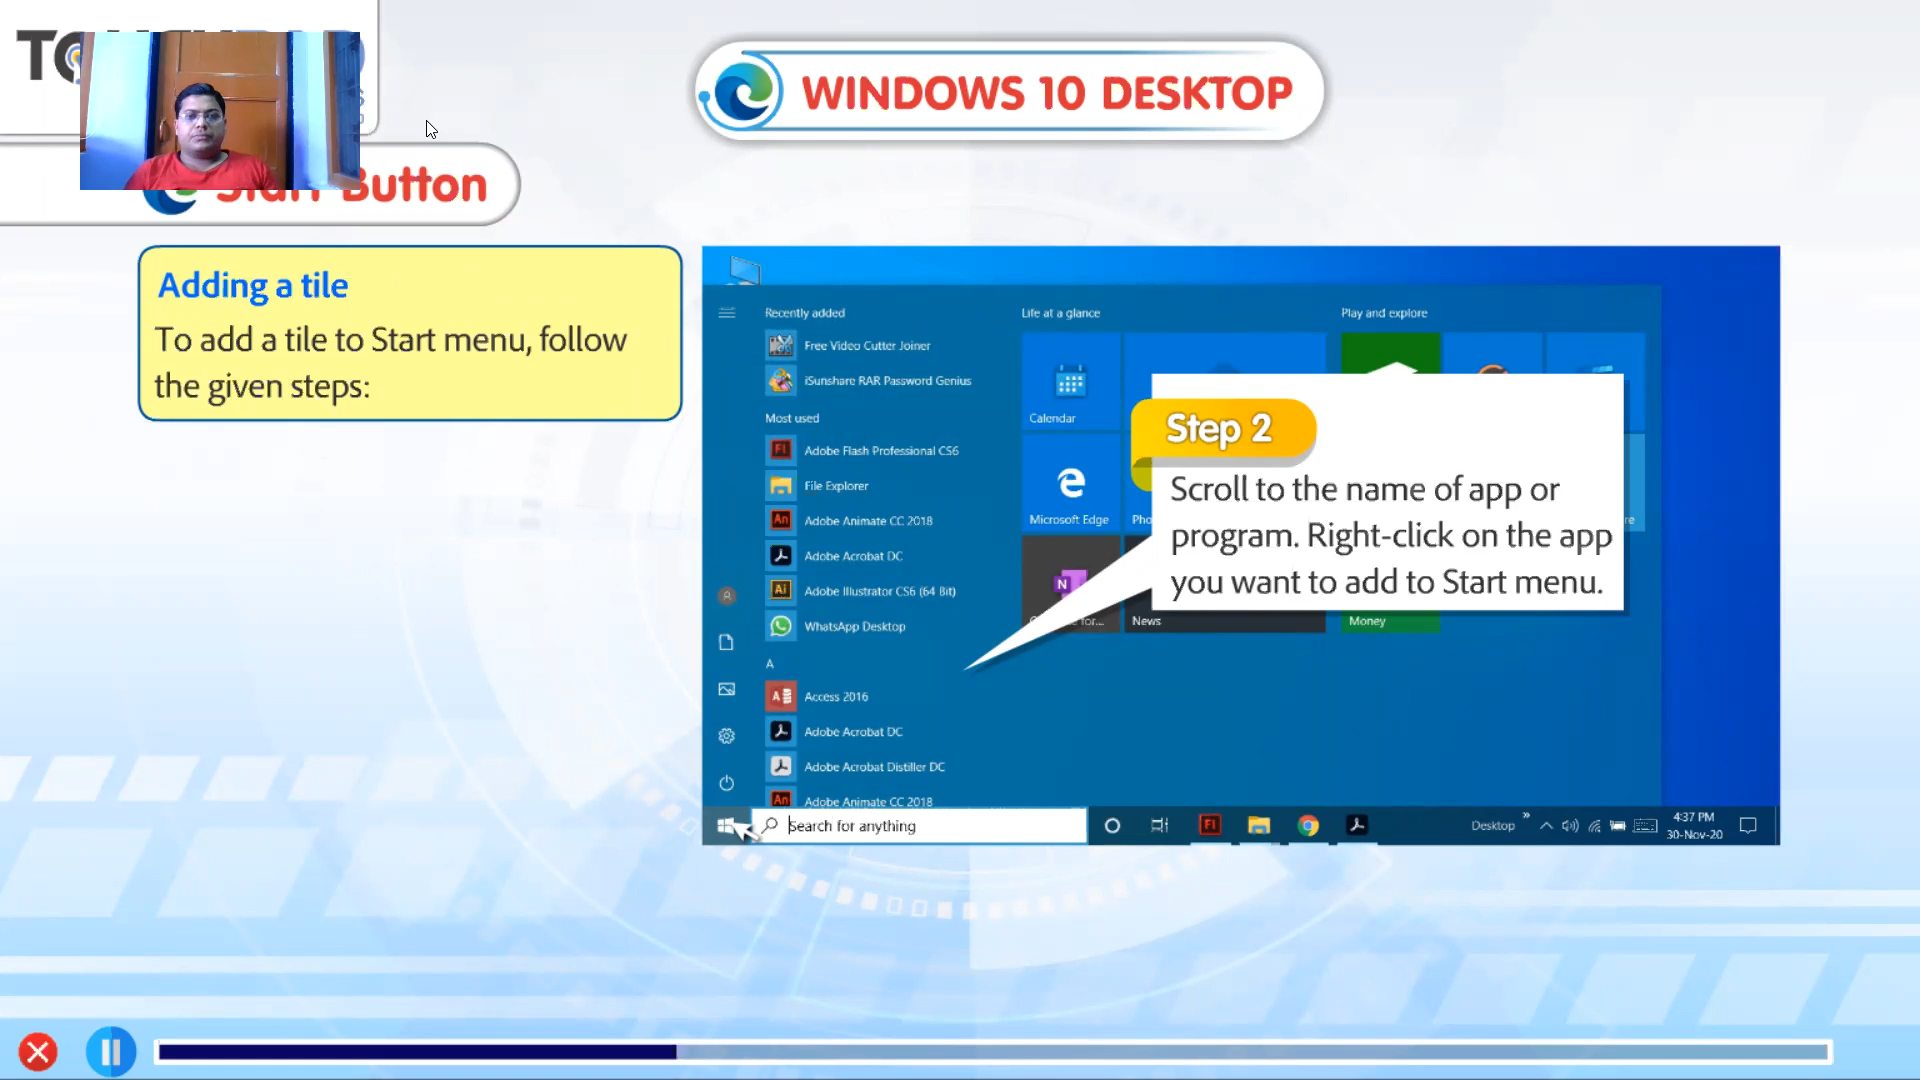 WINDOWS 10 DESKTOP
Start Button
Adding a tile
To add a tile to Start menu, follow
the given steps:
Recently added
Free Video Cutter Joiner
iSunshare RAR Password Genius
Most used
Adobe Flash Professional CS6
File Explorer
Adobe Animate CC 2018
Adobe Acrobat DC
Adobe Illustrator CS6 (64 Bit)
WhatsApp Desktop
A
Access 2016
Adobe Acrobat DC
Adobe Acrobat Distiller DC
Adobe Animate CC 2018
Life at a glance
Play and explore
Calendar
Microsoft Edge
News
Money
Step 2
Scroll to the name of app or
program. Right-click on the app
you want to add to Start menu.
Search for anything
Desktop
4:37 PM
30-Nov-20